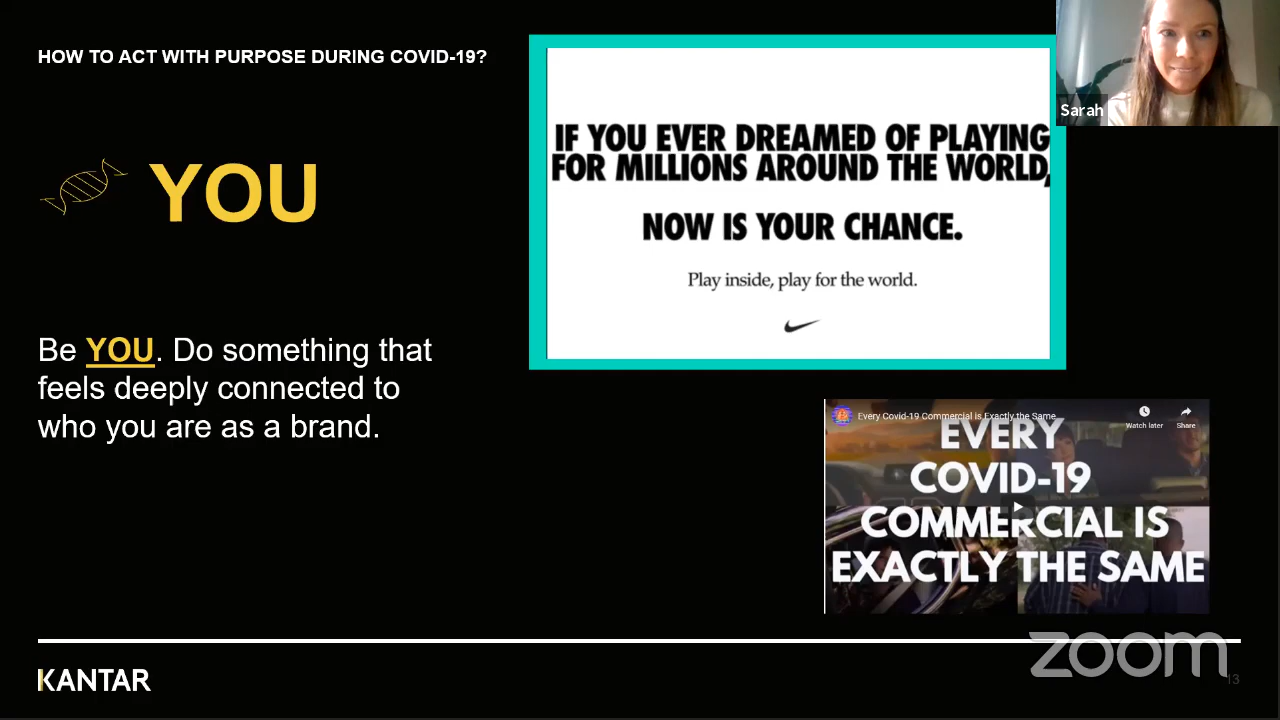 HOW TO ACT WITH PURPOSE DURING COVID-19?
YOU
Be YOU. Do something that
feels deeply connected to
who you are as a brand.
IF YOU EVER DREAMED OF PLAYING
FOR MILLIONS AROUND THE WORLD,
NOW IS YOUR CHANCE.
Play inside, play for the world.
Sarah
Every Covid-19 Commercial is Exactly the Same
Watch later
Share
EVERY
COVID-19
COMMERCIAL IS
EXACTLY THE SAME
KANTAR
zoom
13